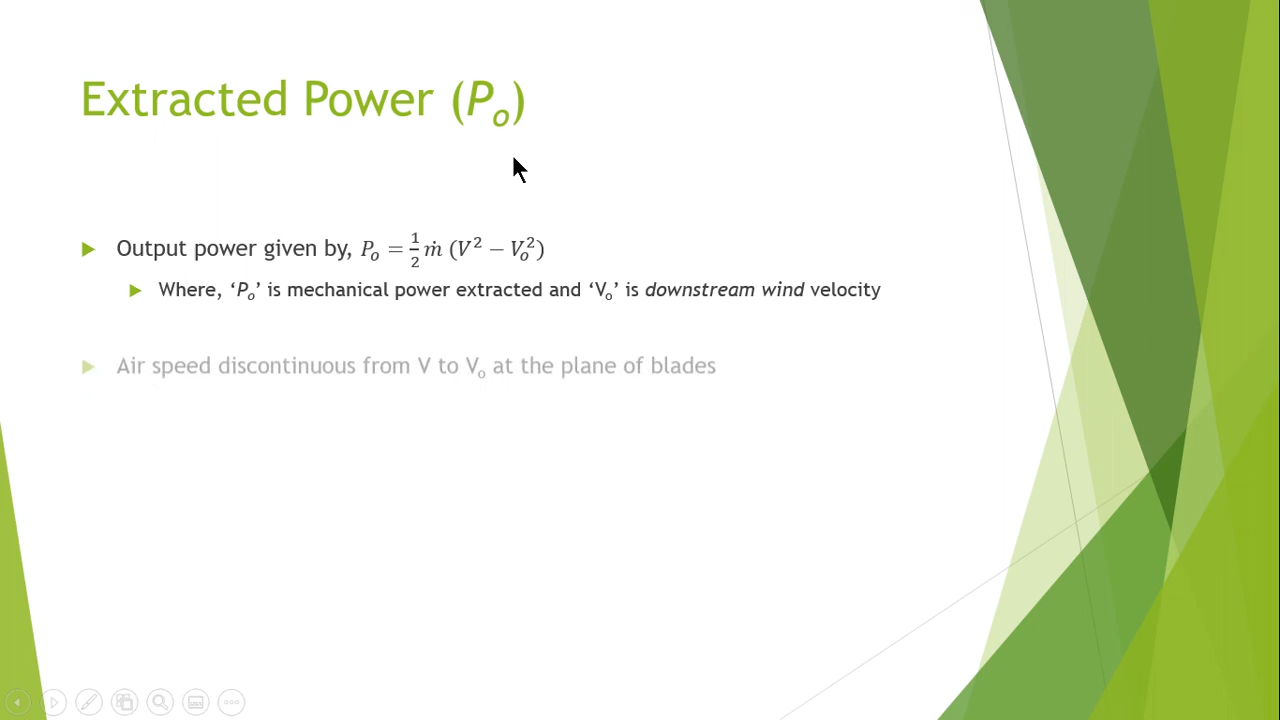 Extracted Power (Pₒ)
Output power given by, Pₒ = 1/2 ṁ (V² − Vₒ²)
Where, ‘Pₒ’ is mechanical power extracted and ‘Vₒ’ is downstream wind velocity
Air speed discontinuous from V to Vₒ at the plane of blades